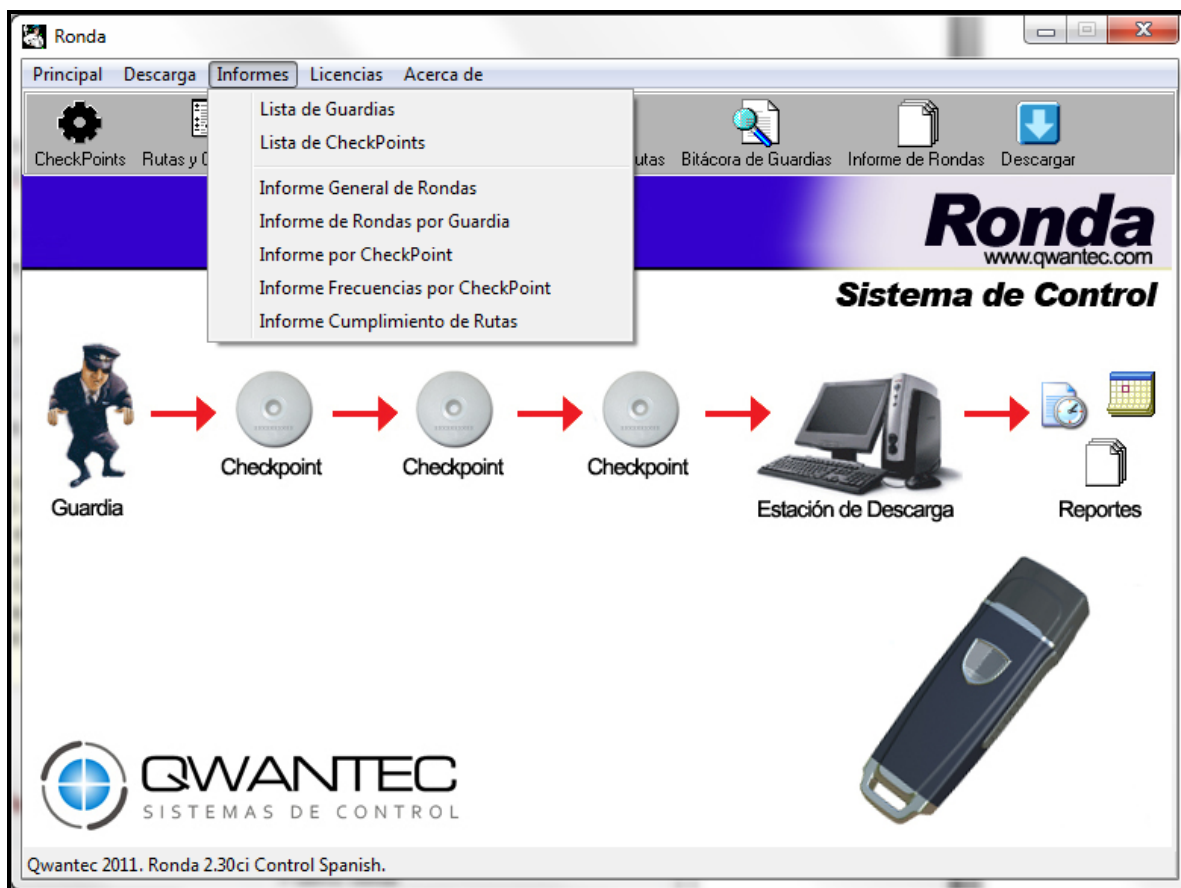 Ronda
Principal Descarga Informes Licencias Acerca de
Lista de Guardias
Lista de CheckPoints
Informe General de Rondas
Informe de Rondas por Guardia
Informe por CheckPoint
Informe Frecuencias por CheckPoint
Informe Cumplimiento de Rutas
CheckPoints Rutas y utas Bitácora de Guardias Informe de Rondas Descargar
Ronda
www.qwantec.com
Sistema de Control
Checkpoint Checkpoint Checkpoint
Guardia Estación de Descarga Reportes
QWANTEC
SISTEMAS DE CONTROL
Qwantec 2011. Ronda 2.30ci Control Spanish.